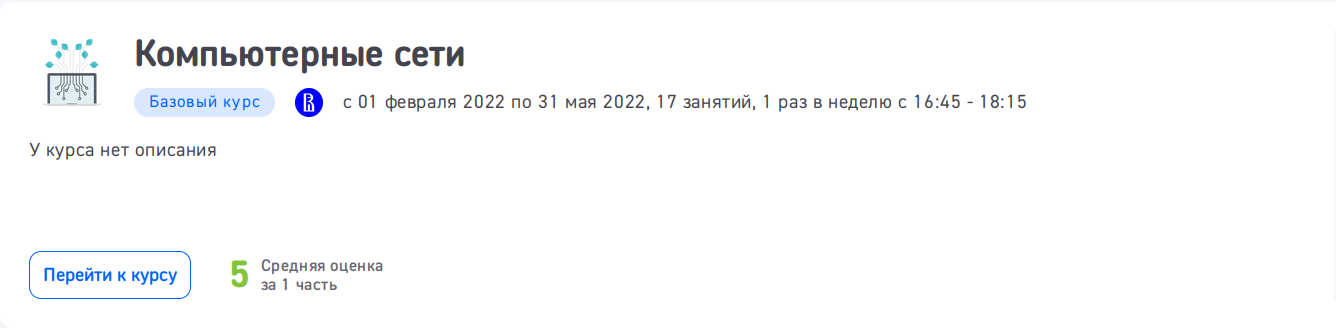 Компьютерные сети
Базовый курс
с 01 февраля 2022 по 31 мая 2022, 17 занятий, 1 раз в неделю с 16:45 - 18:15
У курса нет описания
Перейти к курсу
5
Средняя оценка
за 1 часть